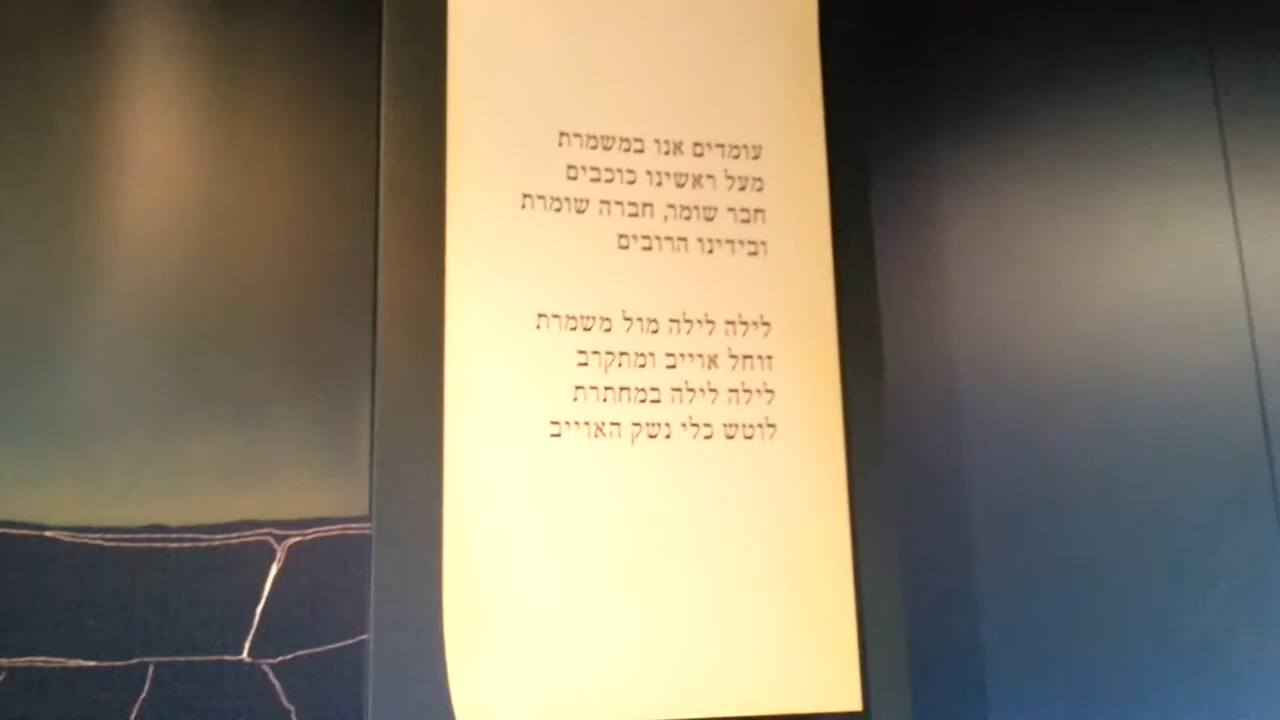 עומדים אנו במשמרת
מעל ראשינו כוכבים
חבר שומר, חברה שומרת
ובידינו הרובים
לילה לילה מול משמרת
זוחל אוייב ומתקרב
לילה לילה במחתרת
לוטש כלי נשק האוייב